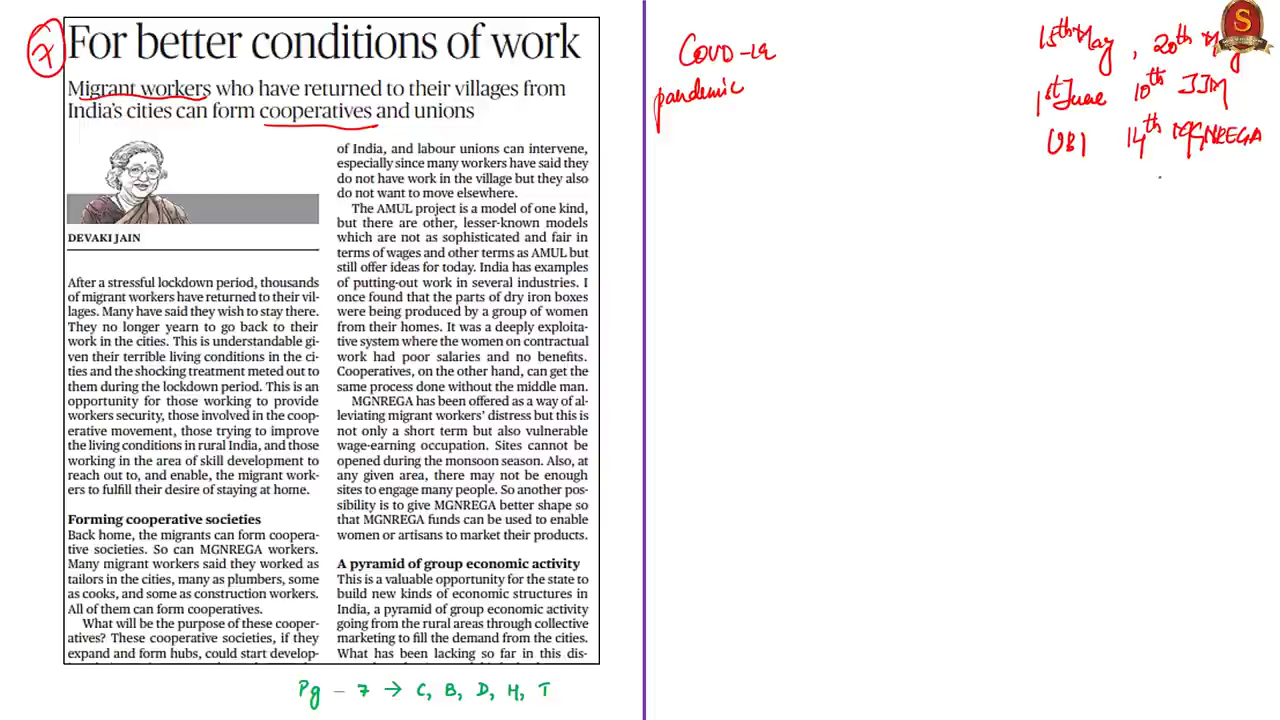 7
For better conditions of work
Migrant workers who have returned to their villages from
India's cities can form cooperatives and unions
DEVAKI JAIN
After a stressful lockdown period, thousands
of migrant workers have returned to their vil-
lages. Many have said they wish to stay there.
They no longer yearn to go back to their
work in the cities. This is understandable gi-
ven their terrible living conditions in the ci-
ties and the shocking treatment meted out to
them during the lockdown period. This is an
opportunity for those working to provide
workers security, those involved in the coop-
erative movement, those trying to improve
the living conditions in rural India, and those
working in the area of skill development to
reach out to, and enable, the migrant work-
ers to fulfill their desire of staying at home.
Forming cooperative societies
Back home, the migrants can form coopera-
tive societies. So can MGNREGA workers.
Many migrant workers said they worked as
tailors in the cities, many as plumbers, some
as cooks, and some as construction workers.
All of them can form cooperatives.
What will be the purpose of these cooper-
atives? These cooperative societies, if they
expand and form hubs, could start develop-
of India, and labour unions can intervene,
especially since many workers have said they
do not have work in the village but they also
do not want to move elsewhere.
The AMUL project is a model of one kind,
but there are other, lesser-known models
which are not as sophisticated and fair in
terms of wages and other terms as AMUL but
still offer ideas for today. India has examples
of putting-out work in several industries. I
once found that the parts of dry iron boxes
were being produced by a group of women
from their homes. It was a deeply exploita-
tive system where the women on contractual
work had poor salaries and no benefits.
Cooperatives, on the other hand, can get the
same process done without the middle man.
MGNREGA has been offered as a way of al-
leviating migrant workers' distress but this is
not only a short term but also vulnerable
wage-earning occupation. Sites cannot be
opened during the monsoon season. Also, at
any given area, there may not be enough
sites to engage many people. So another pos-
sibility is to give MGNREGA better shape so
that MGNREGA funds can be used to enable
women or artisans to market their products.
A pyramid of group economic activity
This is a valuable opportunity for the state to
build new kinds of economic structures in
India, a pyramid of group economic activity
going from the rural areas through collective
marketing to fill the demand from the cities.
What has been lacking so far in this dis-
Pg - 7 → C, B, D, H, T
Covid-19
pandemic
15th May, 20th
1st June 10th
UBI 14th MGNREGA
S